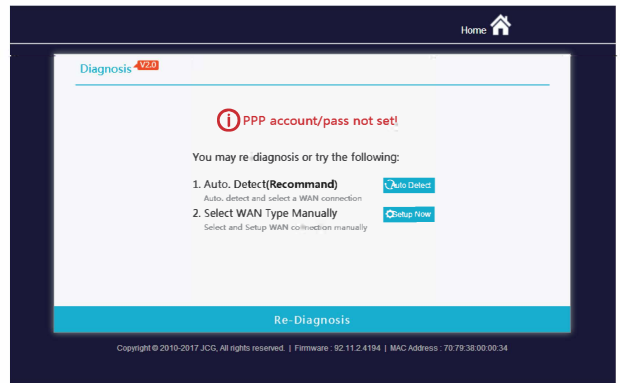 Home
Diagnosis V2.0
PPP account/pass not set!
You may re-diagnosis or try the following:
1. Auto. Detect(Recommand)
Auto Detect
Auto. detect and select a WAN connection
2. Select WAN Type Manually
Setup Now
Select and Setup WAN connection manually
Re-Diagnosis
Copyright © 2010-2017 JCG, All rights reserved. | Firmware : 92.11.2.4194 | MAC Address : 70:79:38:00:00:34